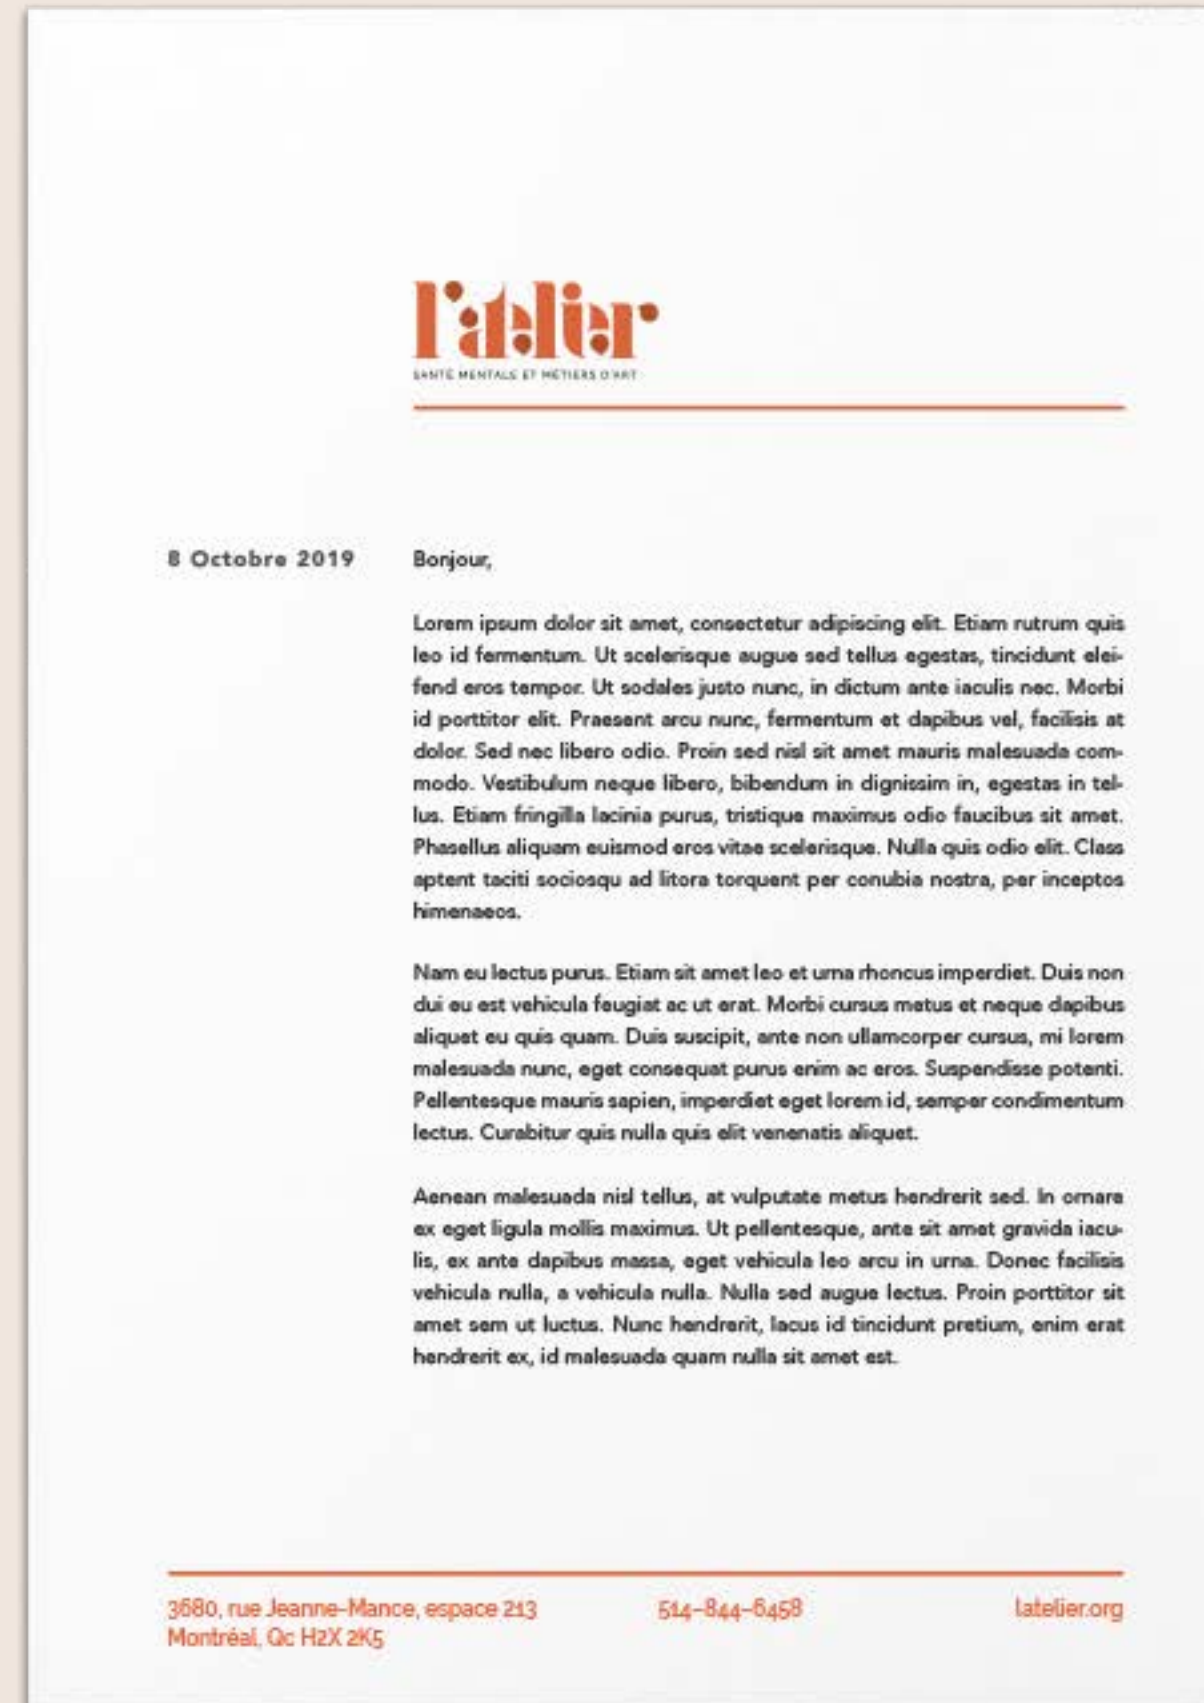 l'atelier
SANTÉ MENTALE ET MÉTIERS D'ART
8 Octobre 2019
Bonjour,
Lorem ipsum dolor sit amet, consectetur adipiscing elit. Etiam rutrum quis
leo id fermentum. Ut scelerisque augue sed tellus egestas, tincidunt elei-
fend eros tempor. Ut sodales justo nunc, in dictum ante iaculis nec. Morbi
id porttitor elit. Praesent arcu nunc, fermentum et dapibus vel, facilisis at
dolor. Sed nec libero odio. Proin sed nisl sit amet mauris malesuada com-
modo. Vestibulum neque libero, bibendum in dignissim in, egestas in tel-
lus. Etiam fringilla lacinia purus, tristique maximus odio faucibus sit amet.
Phasellus aliquam euismod eros vitae scelerisque. Nulla quis odio elit. Class
aptent taciti sociosqu ad litora torquent per conubia nostra, per inceptos
himenaeos.
Nam eu lectus purus. Etiam sit amet leo et urna rhoncus imperdiet. Duis non
dui eu est vehicula feugiat ac ut erat. Morbi cursus metus et neque dapibus
aliquet eu quis quam. Duis suscipit, ante non ullamcorper cursus, mi lorem
malesuada nunc, eget consequat purus enim ac eros. Suspendisse potenti.
Pellentesque mauris sapien, imperdiet eget lorem id, semper condimentum
lectus. Curabitur quis nulla quis elit venenatis aliquet.
Aenean malesuada nisl tellus, at vulputate metus hendrerit sed. In ornare
ex eget ligula mollis maximus. Ut pellentesque, ante sit amet gravida iacu-
lis, ex ante dapibus massa, eget vehicula leo arcu in urna. Donec facilisis
vehicula nulla, a vehicula nulla. Nulla sed augue lectus. Proin porttitor sit
amet sem ut luctus. Nunc hendrerit, lacus id tincidunt pretium, enim erat
hendrerit ex, id malesuada quam nulla sit amet est.
3680, rue Jeanne-Mance, espace 213
Montréal, Qc H2X 2K5
514-844-6458
latelier.org